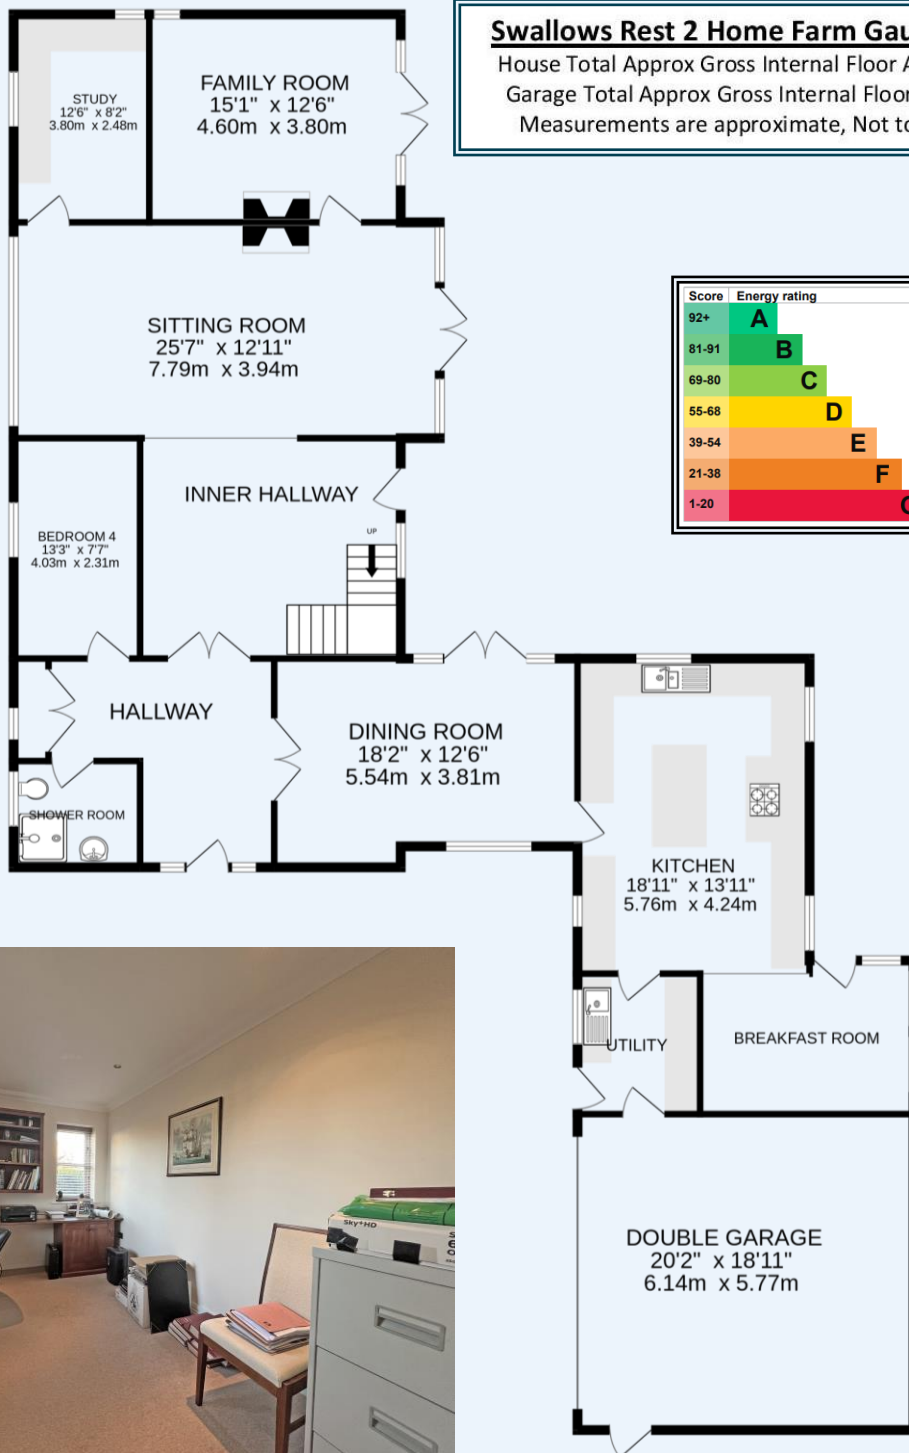 Swallows Rest 2 Home Farm
House Total Approx Gross Internal Floor
Garage Total Approx Gross Internal Floor
Measurements are approximate, Not to
STUDY
12'6" x 8'2"
3.80m x 2.48m
FAMILY ROOM
15'1" x 12'6"
4.60m x 3.80m
SITTING ROOM
25'7" x 12'11"
7.79m x 3.94m
Score Energy rating
92+ A
81-91 B
69-80 C
55-68 D
39-54 E
21-38 F
1-20
INNER HALLWAY
UP
BEDROOM 4
13'3" x 7'7"
4.03m x 2.31m
HALLWAY
DINING ROOM
18'2" x 12'6"
5.54m x 3.81m
SHOWER ROOM
KITCHEN
18'11" x 13'11"
5.76m x 4.24m
UTILITY
BREAKFAST ROOM
DOUBLE GARAGE
20'2" x 18'11"
6.14m x 5.77m
sky+HD